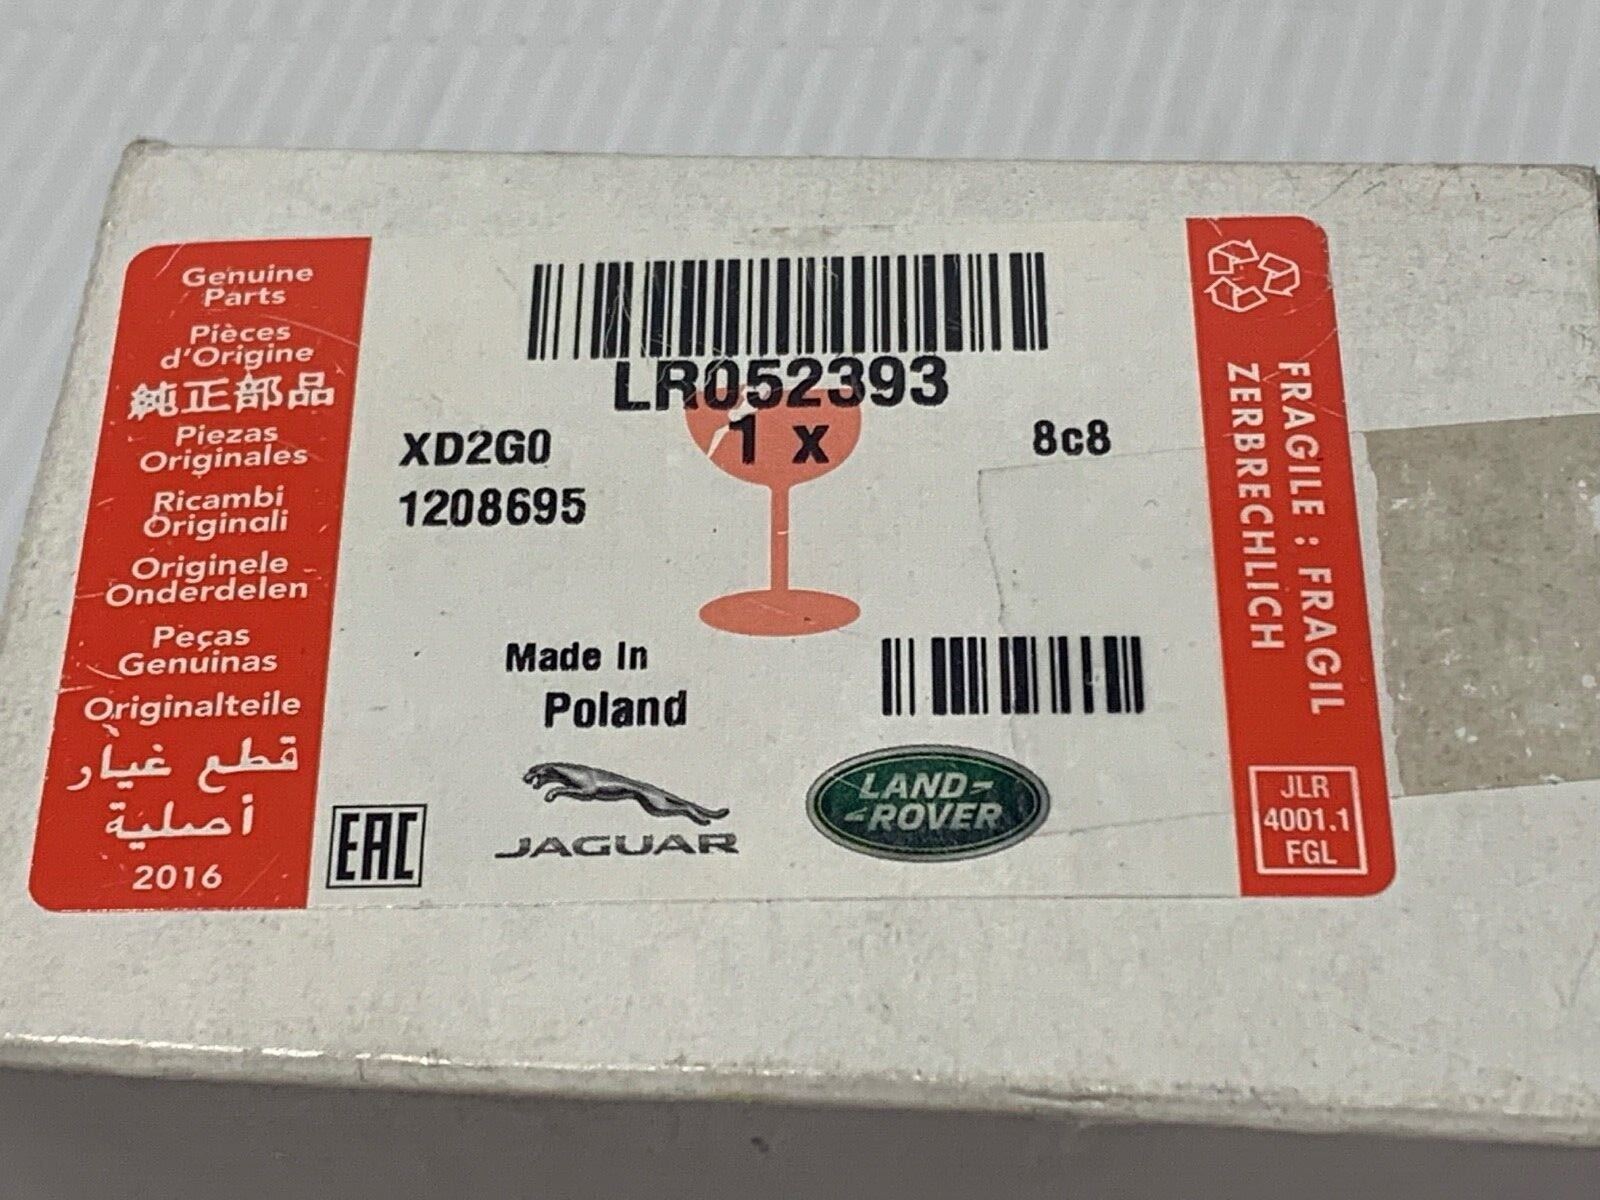 Genuine
Parts
Pièces
d'Origine
純正部品
Piezas
Originales
Ricambi
Originali
Originele
Onderdelen
Peças
Genuinas
Originalteile
قطع غيار
أصلية
2016
LR052393
1 x
XD2G0
8c8
1208695
Made In
Poland
EAC
JAGUAR
LAND-
-ROVER
FRAGILE : FRAGIL
ZERBRECHLICH
JLR
4001.1
FGL